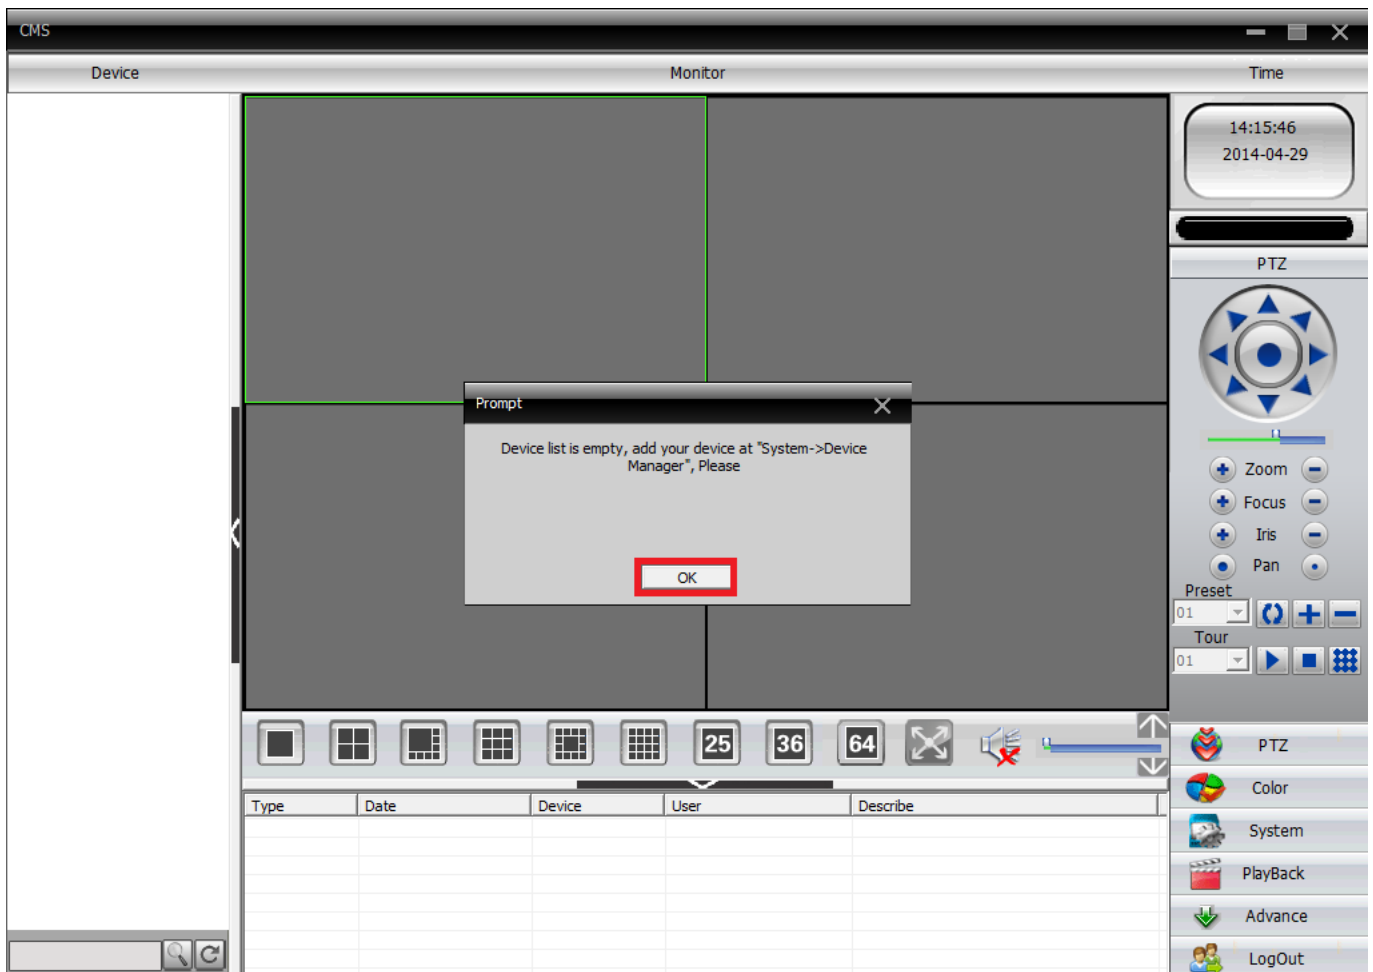 CMS
Device
Monitor
Time
14:15:46
2014-04-29
PTZ
Prompt
Device list is empty, add your device at "System->Device
Manager", Please
OK
Zoom
Focus
Iris
Pan
Preset
01
Tour
01
25
36
64
Type
Date
Device
User
Describe
PTZ
Color
System
PlayBack
Advance
LogOut